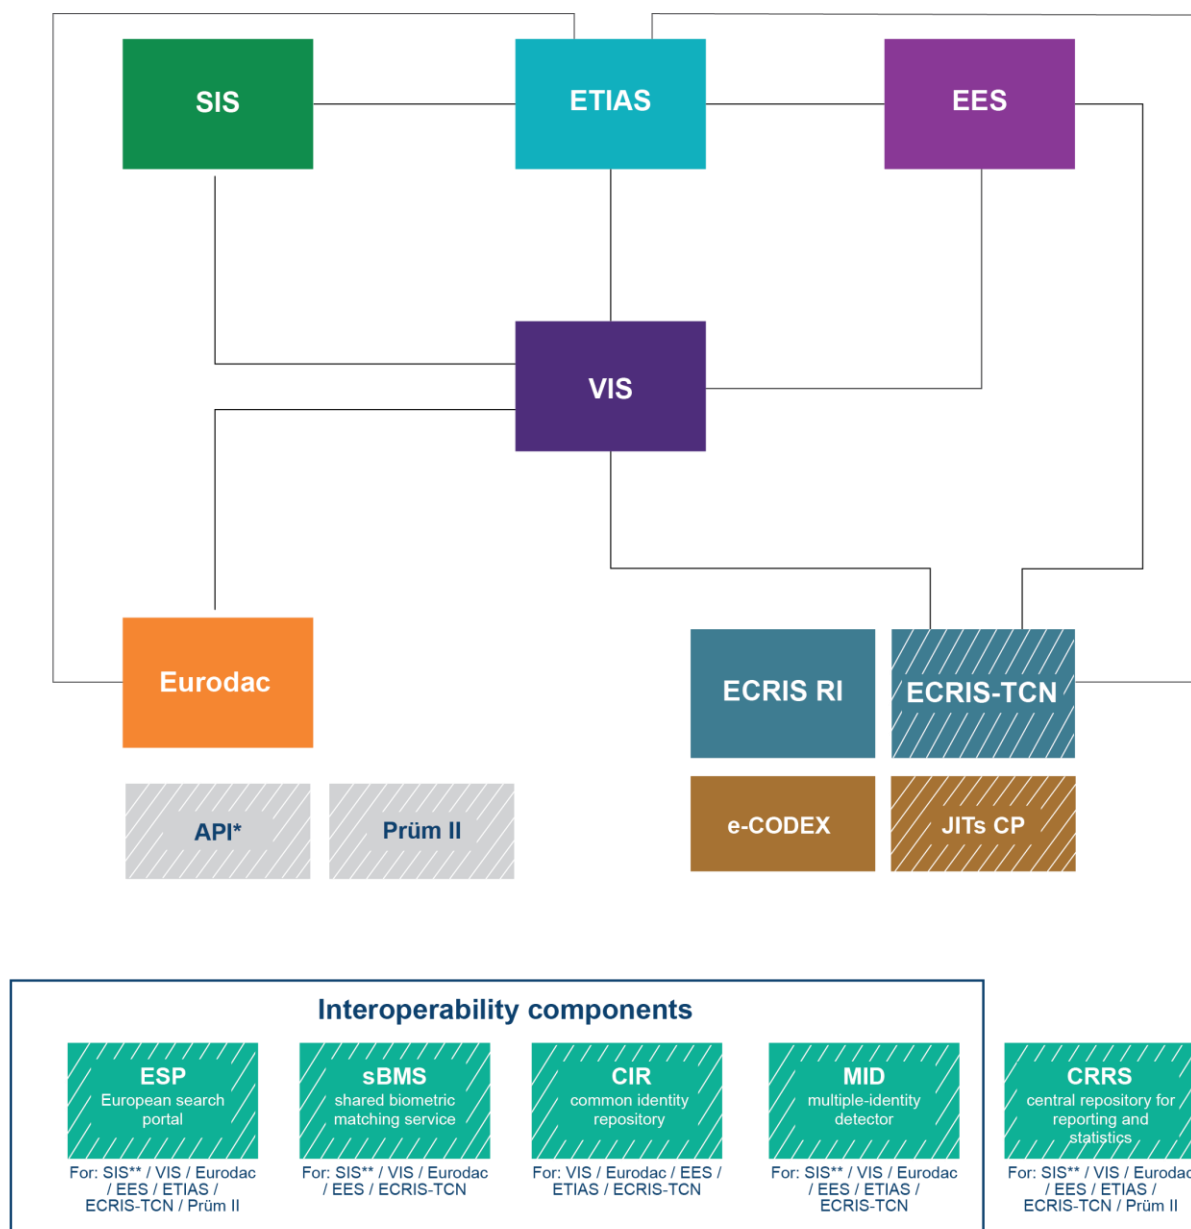 SIS
ETIAS
EES
VIS
Eurodac
ECRIS RI
ECRIS-TCN
API*
Prüm II
e-CODEX
JITs CP
Interoperability components
ESP
European search
portal
For: SIS** / VIS / Eurodac
/ EES / ETIAS /
ECRIS-TCN / Prüm II
sBMS
shared biometric
matching service
For: SIS** / VIS / Eurodac
/ EES / ECRIS-TCN
CIR
common identity
repository
For: VIS / Eurodac / EES /
ETIAS / ECRIS-TCN
MID
multiple-identity
detector
For: SIS** / VIS / Eurodac
/ EES / ETIAS /
ECRIS-TCN
CRRS
central repository for
reporting and
statistics
For: SIS** / VIS / Eurodac
/ EES / ETIAS /
ECRIS-TCN / Prüm II